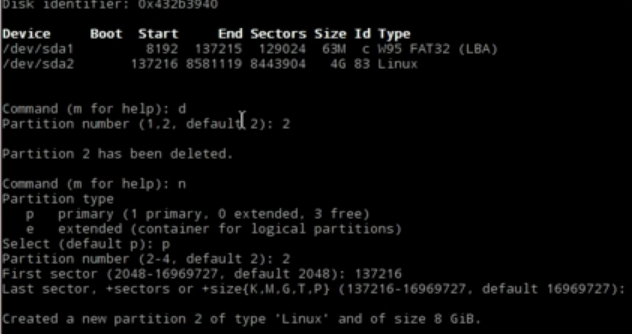 Disk identifier: 0x432b3940
Device     Boot  Start     End Sectors Size Id Type
/dev/sda1         8192  137215  129024  63M  c W95 FAT32 (LBA)
/dev/sda2       137216 8581119 8443904   4G 83 Linux
Command (m for help): d
Partition number (1,2, default 2): 2
Partition 2 has been deleted.
Command (m for help): n
Partition type
   p   primary (1 primary, 0 extended, 3 free)
   e   extended (container for logical partitions)
Select (default p): p
Partition number (2-4, default 2): 2
First sector (2048-16969727, default 2048): 137216
Last sector, +sectors or +size{K,M,G,T,P} (137216-16969727, default 16969727):
Created a new partition 2 of type 'Linux' and of size 8 GiB.